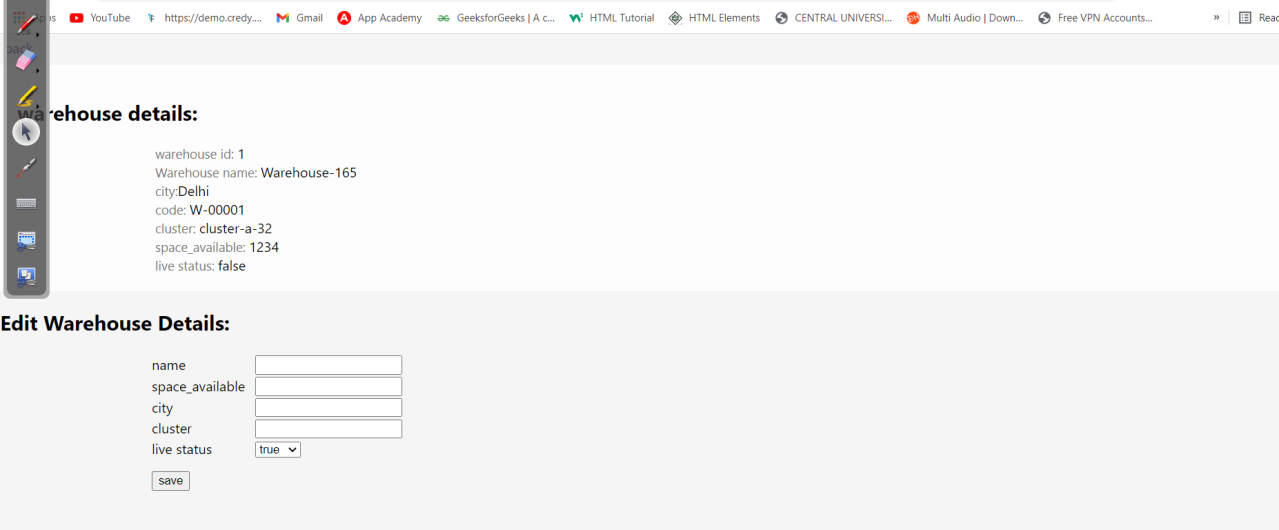 Apps YouTube https://demo.credy.... Gmail App Academy GeeksforGeeks | A c... HTML Tutorial HTML Elements CENTRAL UNIVERSI... Multi Audio | Down... Free VPN Accounts... » Read
back
warehouse details:
warehouse id: 1
Warehouse name: Warehouse-165
city:Delhi
code: W-00001
cluster: cluster-a-32
space_available: 1234
live status: false
Edit Warehouse Details:
name
space_available
city
cluster
live status true
save